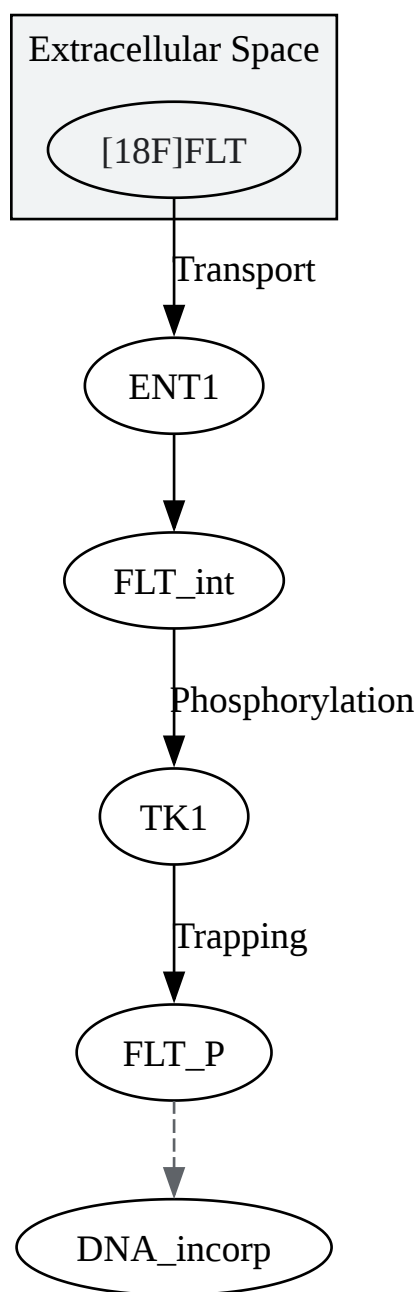 Extracellular Space
[18F]FLT
Transport
ENT1
FLT_int
Phosphorylation
TK1
Trapping
FLT_P
DNA_incorp